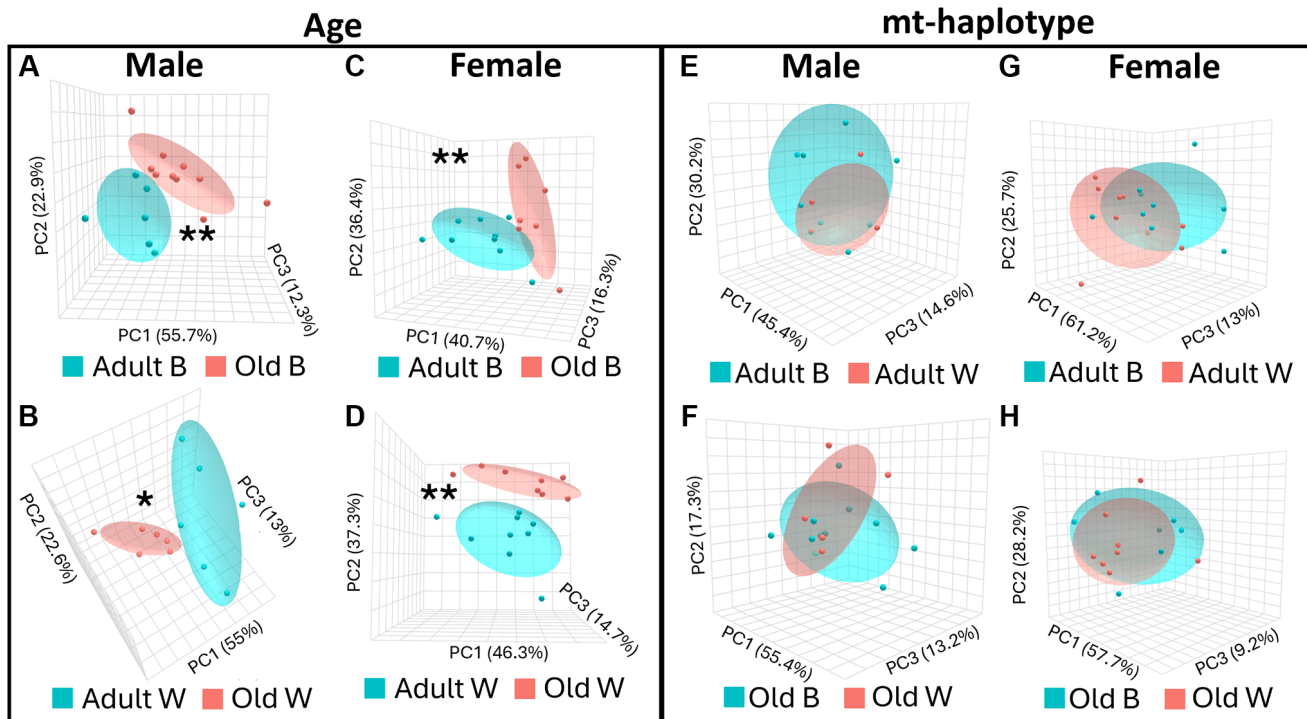 Age
mt-haplotype
A
Male
C
Female
E
Male
G
Female
**
**
PC2 (22.9%)
PC3 (12.3%)
PC1 (55.7%)
PC2 (36.4%)
PC3 (16.3%)
PC1 (40.7%)
PC2 (30.2%)
PC1 (45.4%)
PC3 (14.6%)
PC2 (25.7%)
PC1 (61.2%)
PC3 (13%)
Adult B Old B
Adult B Old B
Adult B Adult W
Adult B Adult W
B
D
F
H
*
**
PC2 (22.6%)
PC3 (13%)
PC1 (55%)
PC2 (37.3%)
PC3 (14.7%)
PC1 (46.3%)
PC2 (17.3%)
PC1 (55.4%)
PC3 (13.2%)
PC2 (28.2%)
PC1 (57.7%)
PC3 (9.2%)
Adult W Old W
Adult W Old W
Old B Old W
Old B Old W